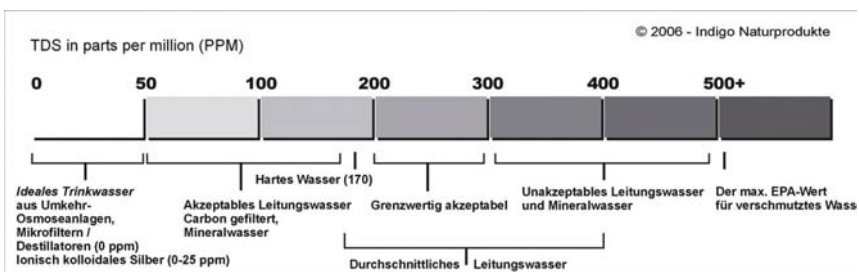 © 2006 - Indigo Naturprodukte
TDS in parts per million (PPM)
0 50 100 200 300 400 500+
Ideales Trinkwasser
aus Umkehr-
Osmoseanlagen,
Mikrofiltern /
Destillatoren (0 ppm)
Ionisch kolloidales Silber (0-25 ppm)
Hartes Wasser (170)
Akzeptables Leitungswasser
Carbon gefiltert,
Mineralwasser
Grenzwertig akzeptabel
Unakzeptables Leitungswasser
und Mineralwasser
Der max. EPA-Wert
für verschmutztes Wasse
Durchschnittliches Leitungswasser